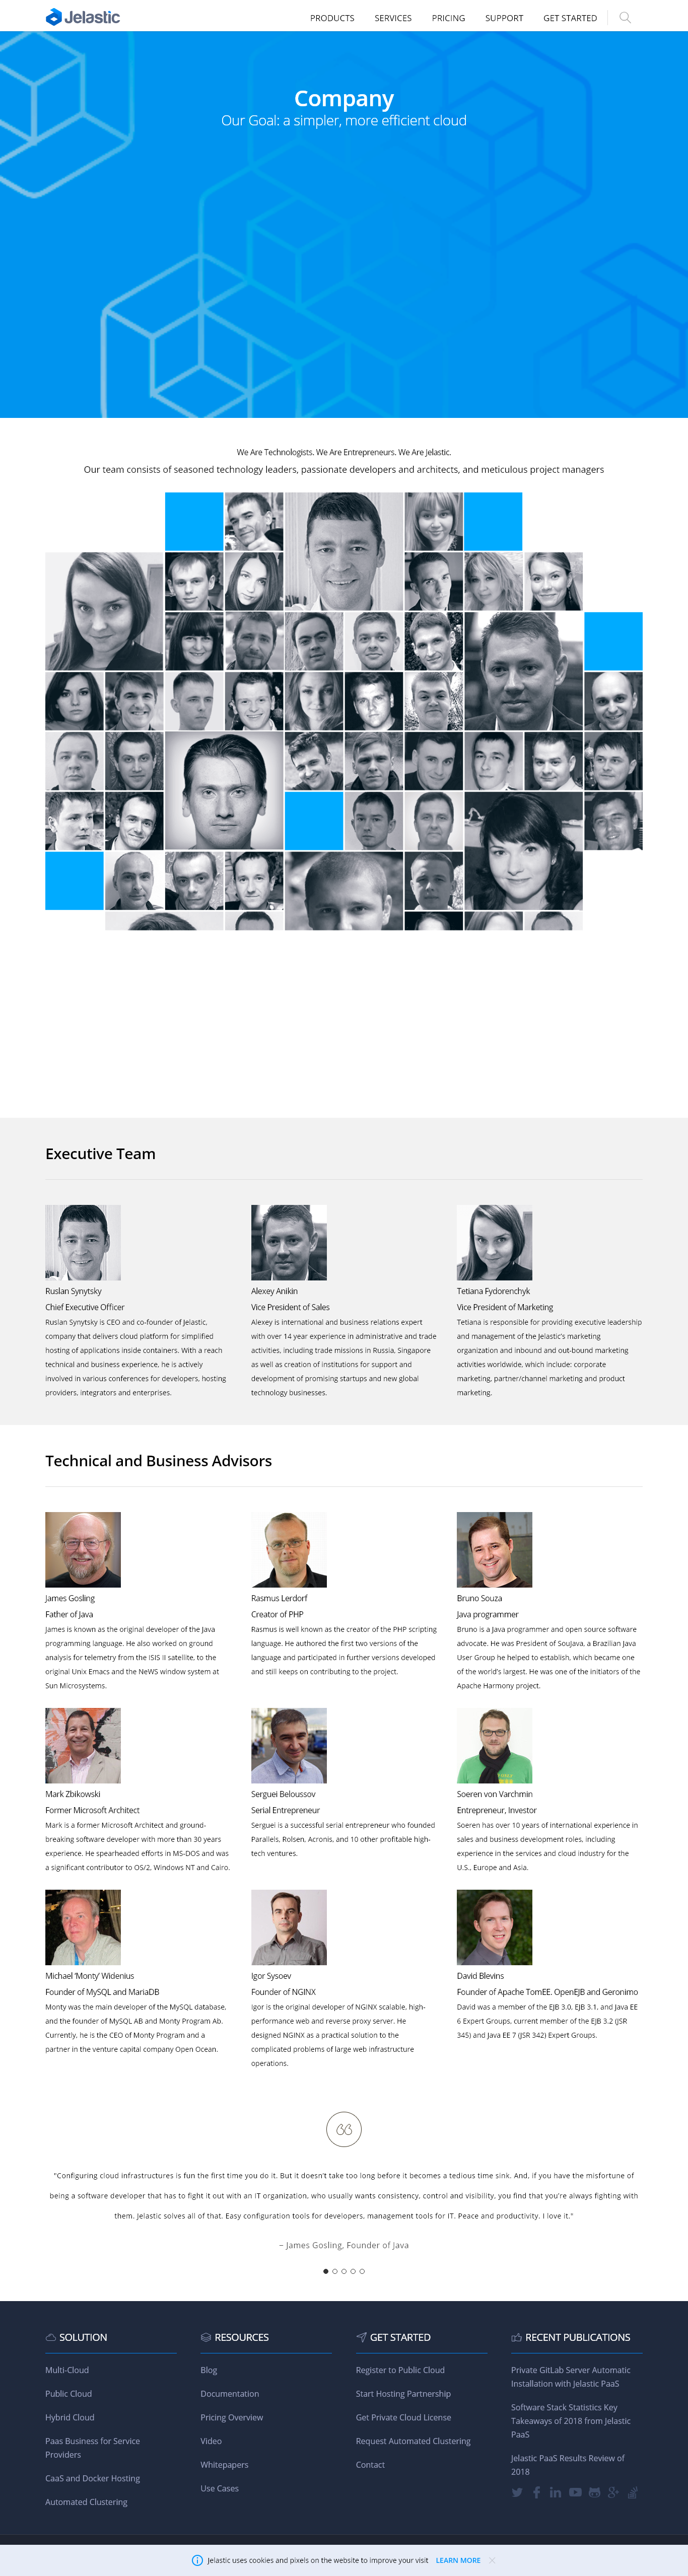 Jelastic
PRODUCTS SERVICES PRICING SUPPORT GET STARTED
Company
Our Goal: a simpler, more efficient cloud
We Are Technologists. We Are Entrepreneurs. We Are Jelastic.
Our team consists of seasoned technology leaders, passionate developers and architects, and meticulous project managers
Executive Team
Ruslan Synytsky
Chief Executive Officer
Ruslan Synytsky is CEO and co-founder of Jelastic,
company that delivers cloud platform for simplified
hosting of applications inside containers. With a reach
technical and business experience, he is actively
involved in various conferences for developers, hosting
providers, integrators and enterprises.
Alexey Anikin
Vice President of Sales
Alexey is international and business relations expert
with over 14 year experience in administrative and trade
activities, including trade missions in Russia, Singapore
as well as creation of institutions for support and
development of promising startups and new global
technology businesses.
Tetiana Fydorenchyk
Vice President of Marketing
Tetiana is responsible for providing executive leadership
and management of the Jelastic's marketing
organization and inbound and out-bound marketing
activities worldwide, which include: corporate
marketing, partner/channel marketing and product
marketing.
Technical and Business Advisors
James Gosling
Father of Java
James is known as the original developer of the Java
programming language. He also worked on ground
analysis for telemetry from the ISIS II satellite, to the
original Unix Emacs and the NeWS window system at
Sun Microsystems.
Rasmus Lerdorf
Creator of PHP
Rasmus is well known as the creator of the PHP scripting
language. He authored the first two versions of the
language and participated in further versions developed
and still keeps on contributing to the project.
Bruno Souza
Java programmer
Bruno is a Java programmer and open source software
advocate. He was President of SouJava, a Brazilian Java
User Group he helped to establish, which became one
of the world's largest. He was one of the initiators of the
Apache Harmony project.
Mark Zbikowski
Former Microsoft Architect
Mark is a former Microsoft Architect and ground-
breaking software developer with more than 30 years
experience. He spearheaded efforts in MS-DOS and was
a significant contributor to OS/2, Windows NT and Cairo.
Serguei Beloussov
Serial Entrepreneur
Serguei is a successful serial entrepreneur who founded
Parallels, Rolsen, Acronis, and 10 other profitable high-
tech ventures.
Soeren von Varchmin
Entrepreneur, Investor
Soeren has over 10 years of international experience in
sales and business development roles, including
experience in the services and cloud industry for the
U.S., Europe and Asia.
Michael 'Monty' Widenius
Founder of MySQL and MariaDB
Monty was the main developer of the MySQL database,
and the founder of MySQL AB and Monty Program Ab.
Currently, he is the CEO of Monty Program and a
partner in the venture capital company Open Ocean.
Igor Sysoev
Founder of NGINX
Igor is the original developer of NGINX scalable, high-
performance web and reverse proxy server. He
designed NGINX as a practical solution to the
complicated problems of large web infrastructure
operations.
David Blevins
Founder of Apache TomEE. OpenEJB and Geronimo
David was a member of the EJB 3.0, EJB 3.1, and Java EE
6 Expert Groups, current member of the EJB 3.2 (JSR
345) and Java EE 7 (JSR 342) Expert Groups.
"Configuring cloud infrastructures is fun the first time you do it. But it doesn't take too long before it becomes a tedious time sink. And, if you have the misfortune of
being a software developer that has to fight it out with an IT organization, who usually wants consistency, control and visibility, you find that you're always fighting with
them. Jelastic solves all of that. Easy configuration tools for developers, management tools for IT. Peace and productivity. I love it."
~ James Gosling, Founder of Java
SOLUTION
Multi-Cloud
Public Cloud
Hybrid Cloud
Paas Business for Service
Providers
CaaS and Docker Hosting
Automated Clustering
RESOURCES
Blog
Documentation
Pricing Overview
Video
Whitepapers
Use Cases
GET STARTED
Register to Public Cloud
Start Hosting Partnership
Get Private Cloud License
Request Automated Clustering
Contact
RECENT PUBLICATIONS
Private GitLab Server Automatic
Installation with Jelastic PaaS
Software Stack Statistics Key
Takeaways of 2018 from Jelastic
PaaS
Jelastic PaaS Results Review of
2018
Jelastic uses cookies and pixels on the website to improve your visit LEARN MORE